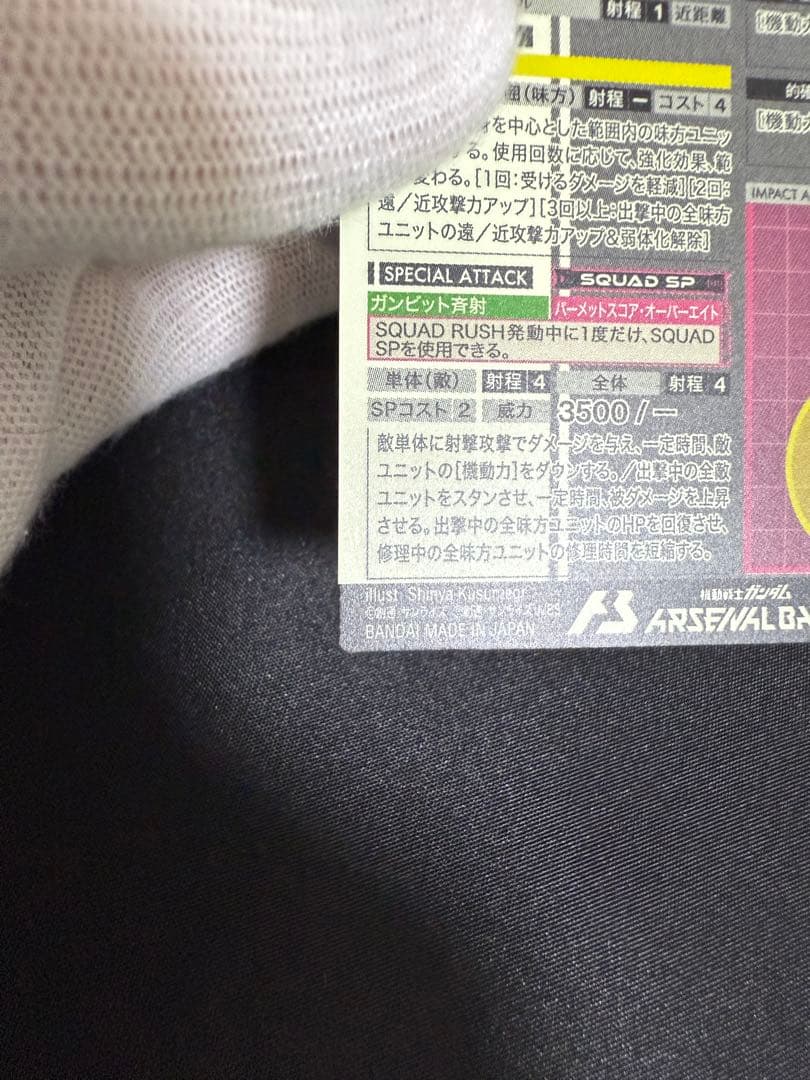 射程 1 近距離
[機動力
(味方) 射程 ー コスト 4
的確
を中心とした範囲内の味方ユニッ
[機動力
る。使用回数に応じて、強化効果、範
変わる。[1回:受けるダメージを軽減][2回:
遠/近攻撃力アップ][3回以上:出撃中の全味方
ユニットの遠/近攻撃力アップ&弱体化解除]
IMPACT A
SPECIAL ATTACK
SQUAD SP
ガンビット斉射
パーメットスコア・オーバーエイト
SQUAD RUSH発動中に1度だけ、SQUAD
SPを使用できる。
単体(敵) 射程 4 全体 射程 4
SPコスト 2 威力 3500 / ー
敵単体に射撃攻撃でダメージを与え、一定時間、敵
ユニットの[機動力]をダウンする。/出撃中の全敵
ユニットをスタンさせ、一定時間、被ダメージを上昇
させる。出撃中の全味方ユニットのHPを回復させ、
修理中の全味方ユニットの修理時間を短縮する。
illust. Shinya Kusumegi
©創通・サンライズ
BANDAI MADE IN JAPAN
機動戦士ガンダム
ARSENAL BA